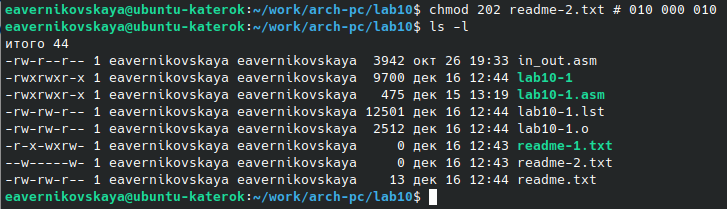 eavernikovskaya@ubuntu-katerok:~/work/arch-pc/lab10$ chmod 202 readme-2.txt # 010 000 010
eavernikovskaya@ubuntu-katerok:~/work/arch-pc/lab10$ ls -l
итого 44
-rw-r--r-- 1 eavernikovskaya eavernikovskaya  3942 окт 26 19:33 in_out.asm
-rwxrwxr-x 1 eavernikovskaya eavernikovskaya  9700 дек 16 12:44 lab10-1
-rwxrwxr-x 1 eavernikovskaya eavernikovskaya   475 дек 15 13:19 lab10-1.asm
-rw-rw-r-- 1 eavernikovskaya eavernikovskaya 12501 дек 16 12:44 lab10-1.lst
-rw-rw-r-- 1 eavernikovskaya eavernikovskaya  2512 дек 16 12:44 lab10-1.o
-r-x-wxrw- 1 eavernikovskaya eavernikovskaya     0 дек 16 12:43 readme-1.txt
--w-----w- 1 eavernikovskaya eavernikovskaya     0 дек 16 12:43 readme-2.txt
-rw-rw-r-- 1 eavernikovskaya eavernikovskaya    13 дек 16 12:44 readme.txt
eavernikovskaya@ubuntu-katerok:~/work/arch-pc/lab10$